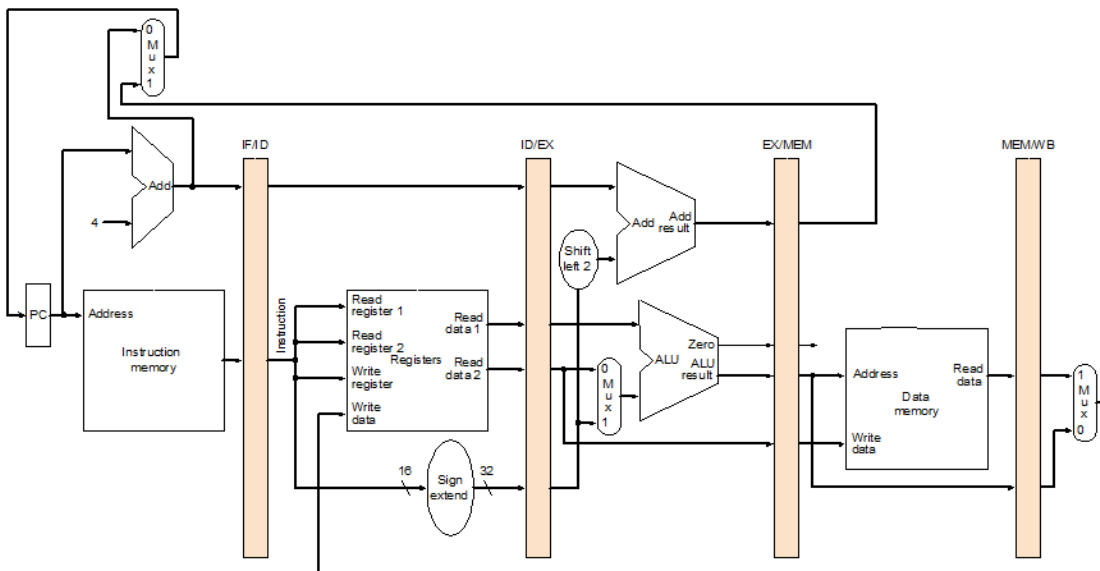 0
M
u
x
1
IF/ID
ID/EX
EX/MEM
MEM/WB
Add
4
Add
Add
result
Shift
left 2
PC
Address
Instruction
memory
Instruction
Read
register 1
Read
register 2
Write
register
Write
data
Registers
Read
data 1
Read
data 2
0
M
u
x
1
Zero
ALU
ALU
result
Address
Read
data
Data
memory
Write
data
1
M
u
x
0
16
Sign
extend
32